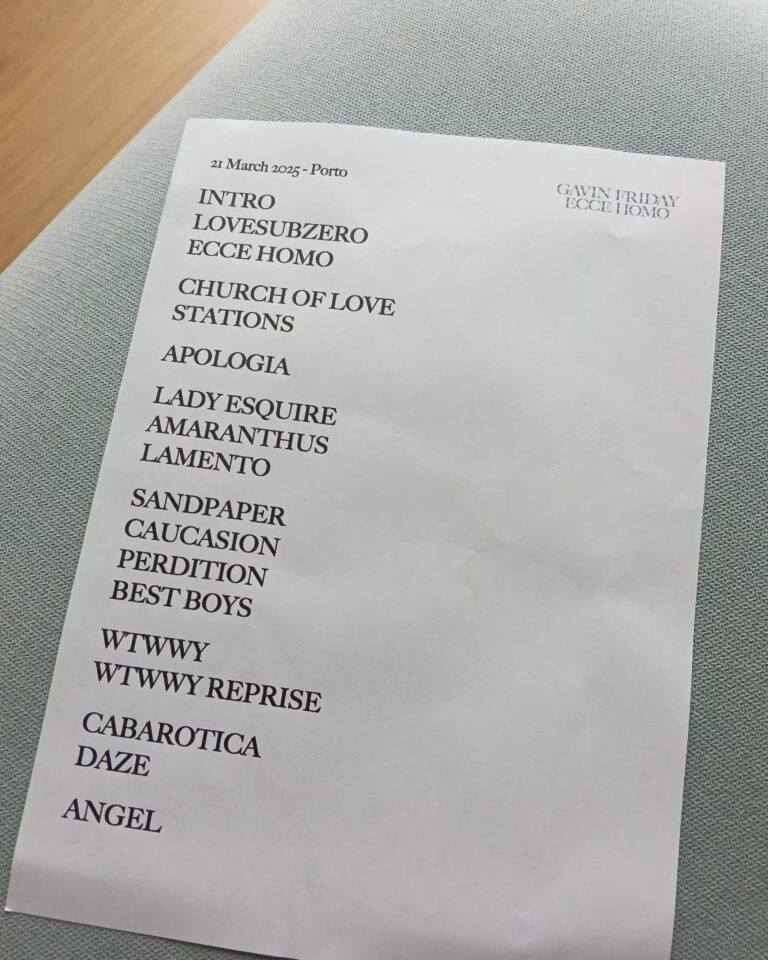 21 March 2025 - Porto
GAVIN FRIDAY
ECCE HOMO
INTRO
LOVESUBZERO
ECCE HOMO
CHURCH OF LOVE
STATIONS
APOLOGIA
LADY ESQUIRE
AMARANTHUS
LAMENTO
SANDPAPER
CAUCASION
PERDITION
BEST BOYS
WTWWY
WTWWY REPRISE
CABAROTICA
DAZE
ANGEL